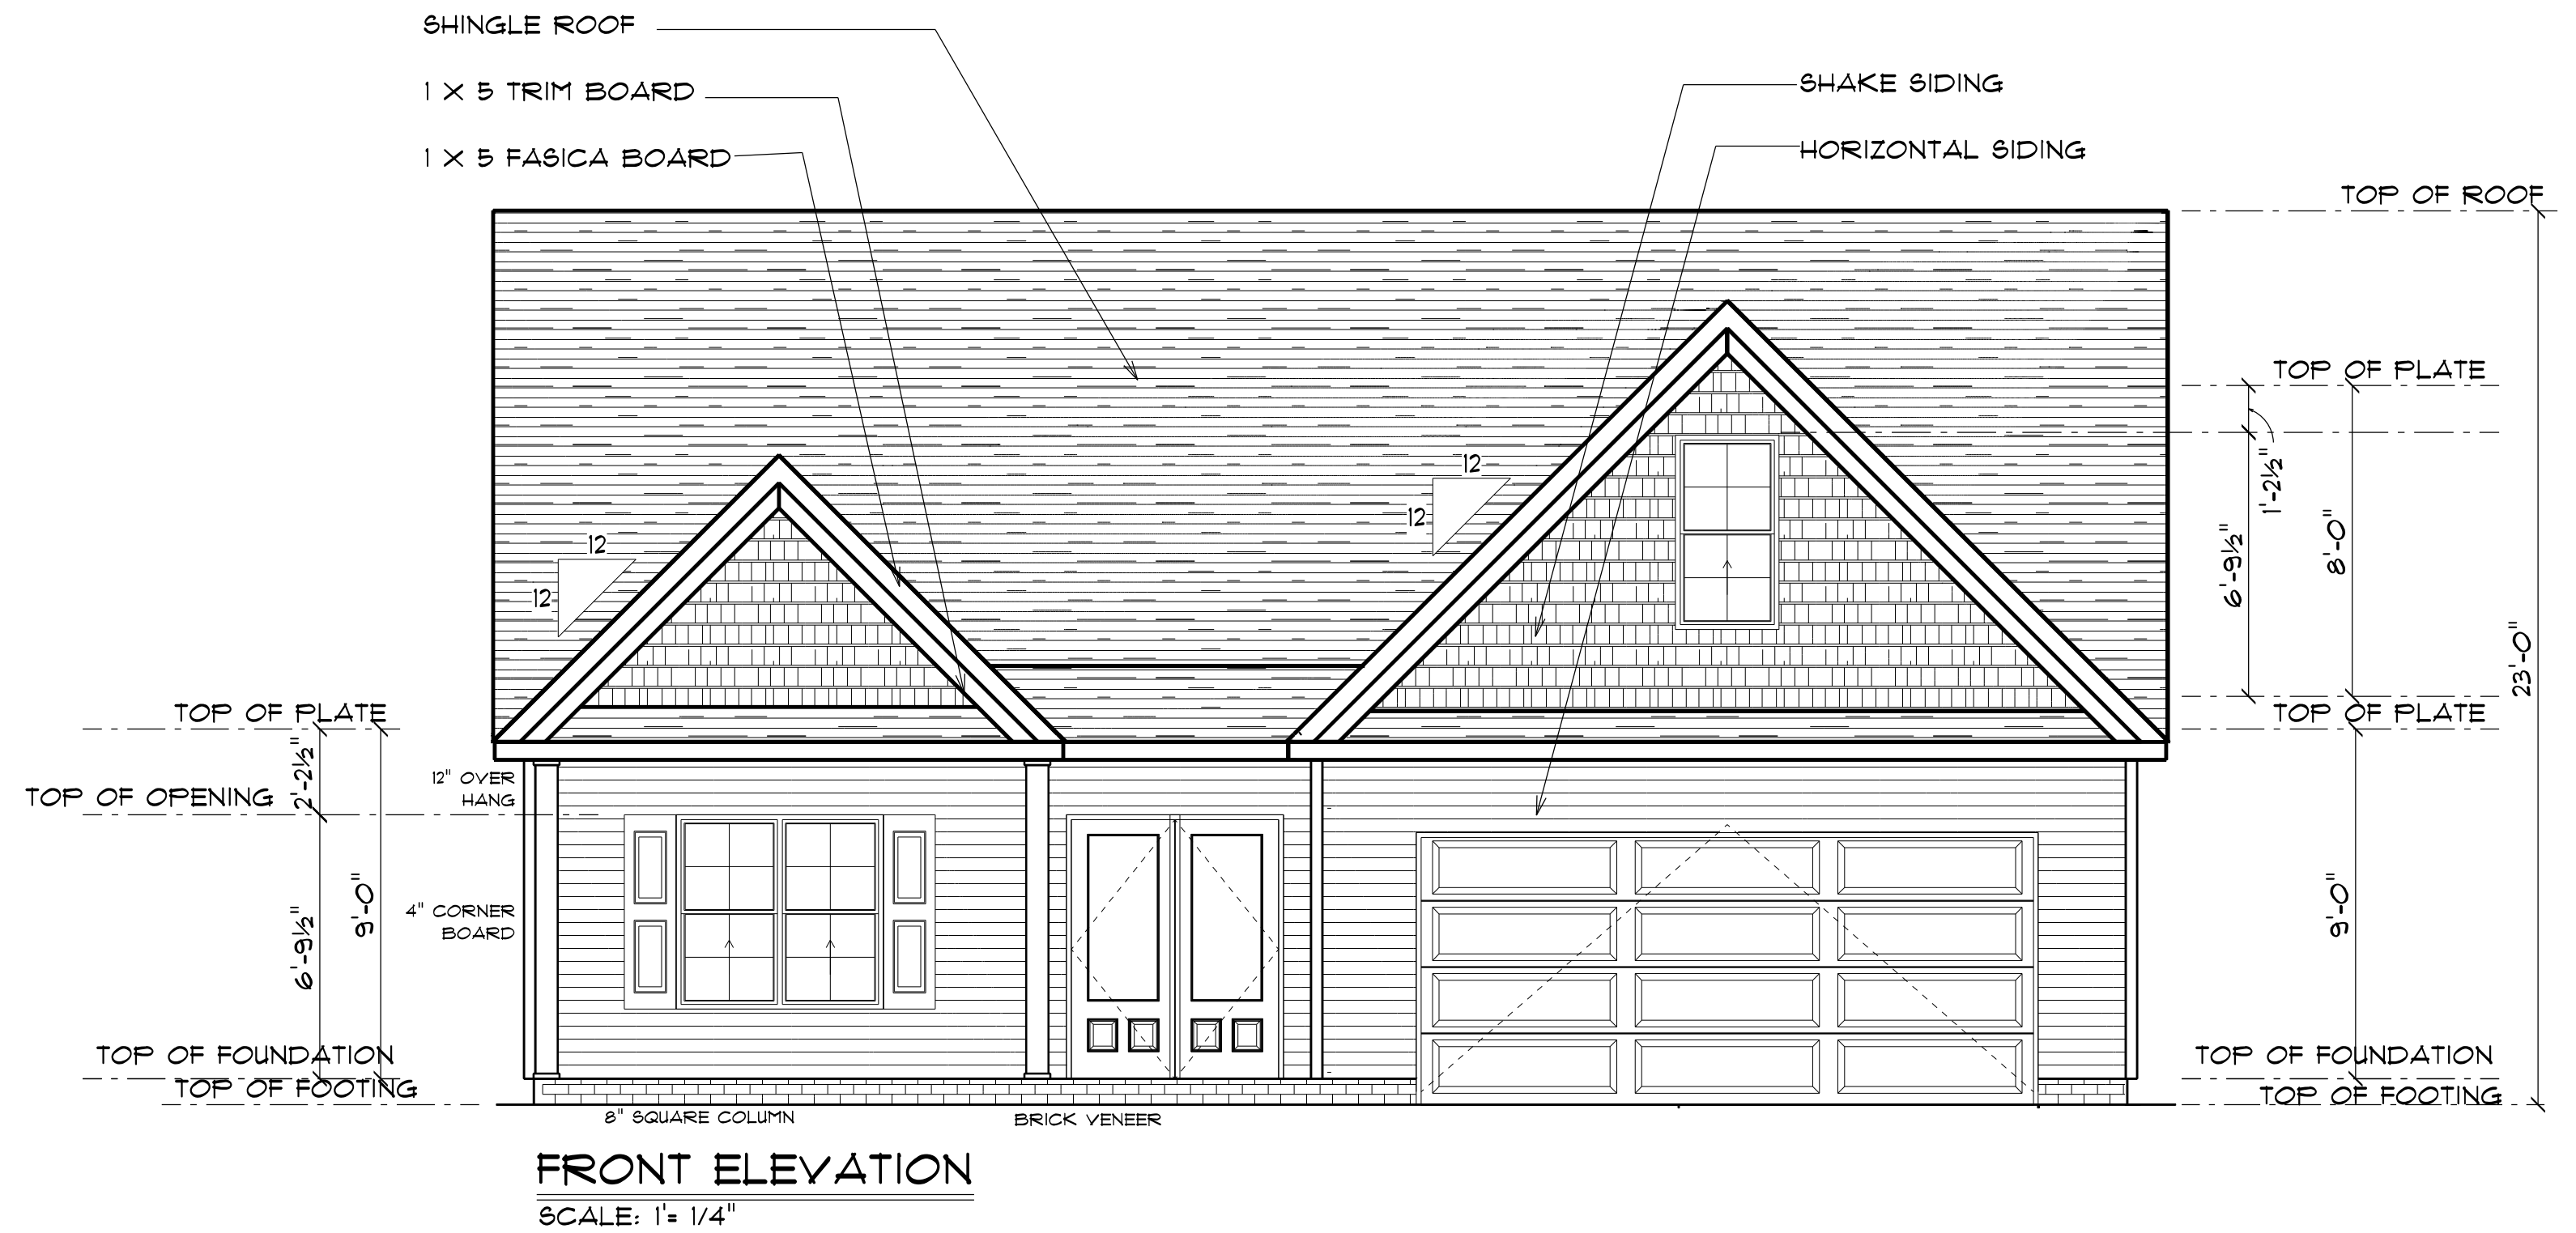 SHINGLE ROOF
1 X 5 TRIM BOARD
1 X 5 FASICA BOARD
SHAKE SIDING
HORIZONTAL SIDING
TOP OF ROOF
TOP OF PLATE
1'-2½"
6'-9½"
8'-0"
23'-0"
12
12
12
12
TOP OF PLATE
TOP OF PLATE
2'-2½"
12" OVER
HANG
TOP OF OPENING
6'-9½"
9'-0"
4" CORNER
BOARD
9'-0"
TOP OF FOUNDATION
TOP OF FOOTING
TOP OF FOUNDATION
TOP OF FOOTING
8" SQUARE COLUMN
BRICK VENEER
FRONT ELEVATION
SCALE: 1'= 1/4"